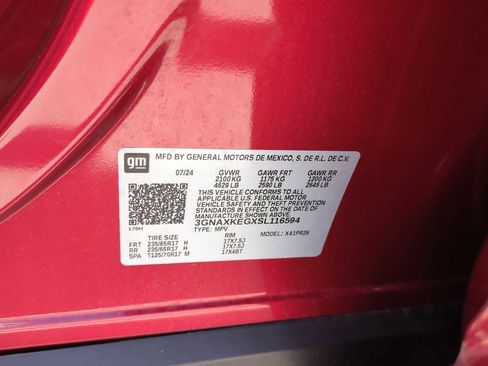 gm
MFD BY GENERAL MOTORS DE MEXICO, S. DE R.L. DE C.V.
07/24 GVWR GAWR FRT GAWR RR
2100 KG 1175 KG 1200 KG
4629 LB 2590 LB 2645 LB
THIS VEHICLE CONFORMS TO ALL
APPLICABLE U.S. FEDERAL MOTOR
VEHICLE SAFETY AND THEFT PREVENTION
STANDARDS IN EFFECT ON THE DATE OF
MANUFACTURE SHOWN ABOVE.
3GNAXKEGXSL116594
TYPE: MPV MODEL: X41PR26
TIRE SIZE RIM
FRT 235/65R17 H 17X7.5J
RR 235/65R17 H 17X7.5J
SPA T125/70R17 M 17X4BT